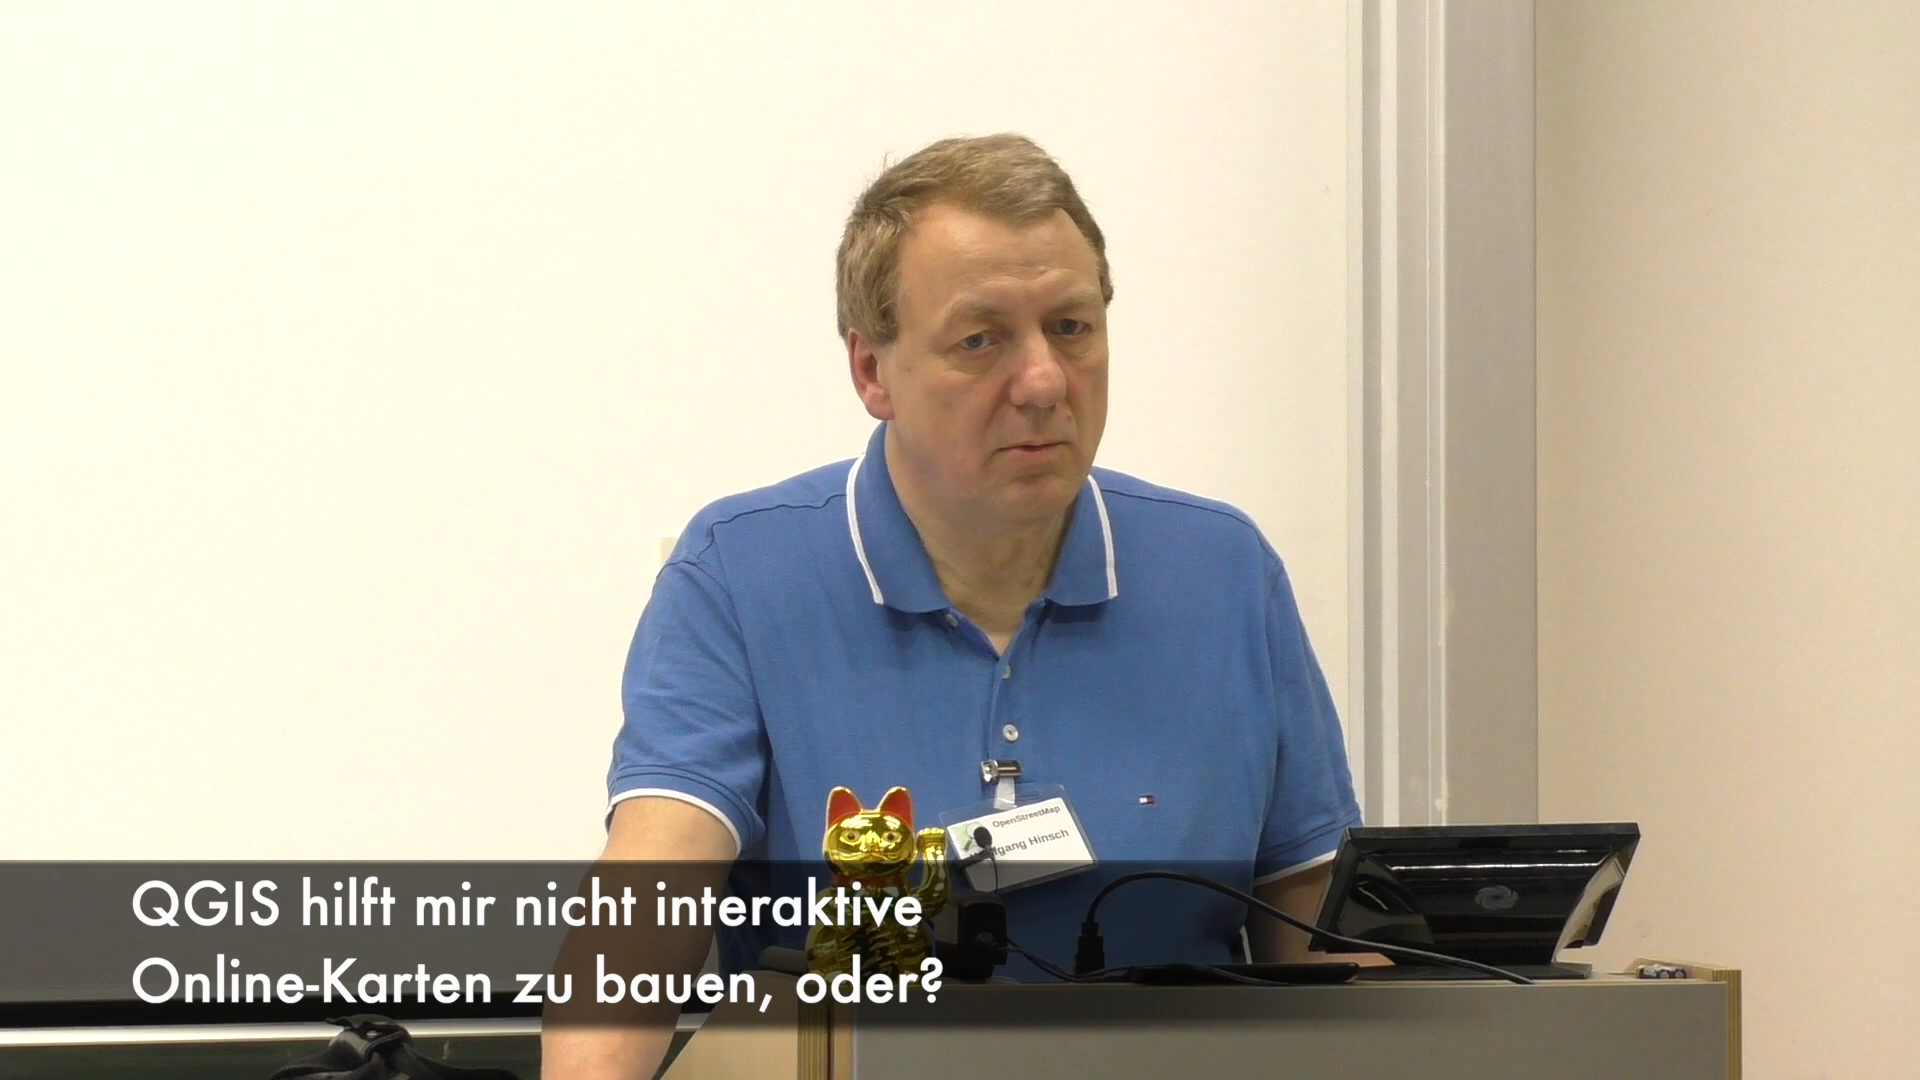 OpenStreetMap
Hinsch
QGIS hilft mir nicht interaktive
Online-Karten zu bauen, oder?